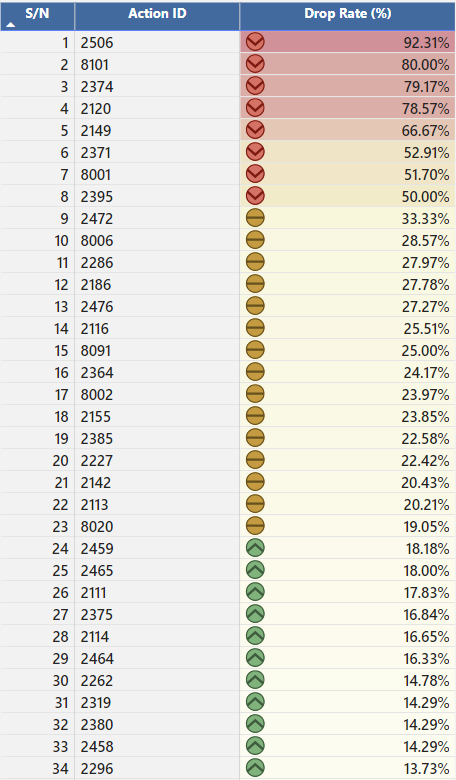 S/N Action ID Drop Rate (%)
1 2506 92.31%
2 8101 80.00%
3 2374 79.17%
4 2120 78.57%
5 2149 66.67%
6 2371 52.91%
7 8001 51.70%
8 2395 50.00%
9 2472 33.33%
10 8006 28.57%
11 2286 27.97%
12 2186 27.78%
13 2476 27.27%
14 2116 25.51%
15 8091 25.00%
16 2364 24.17%
17 8002 23.97%
18 2155 23.85%
19 2385 22.58%
20 2227 22.42%
21 2142 20.43%
22 2113 20.21%
23 8020 19.05%
24 2459 18.18%
25 2465 18.00%
26 2111 17.83%
27 2375 16.84%
28 2114 16.65%
29 2464 16.33%
30 2262 14.78%
31 2319 14.29%
32 2380 14.29%
33 2458 14.29%
34 2296 13.73%